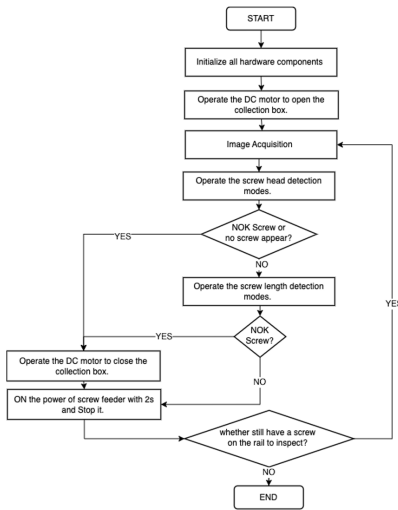 START
Initialize all hardware components
Operate the DC motor to open the
collection box.
Image Acquisition
Operate the screw head detection
modes.
NOK Screw or
no screw appear?
YES
NO
Operate the screw length detection
modes.
YES
NOK
Screw?
YES
Operate the DC motor to close the
collection box.
NO
ON the power of screw feeder with 2s
and Stop it.
whether still have a screw
on the rail to inspect?
NO
END